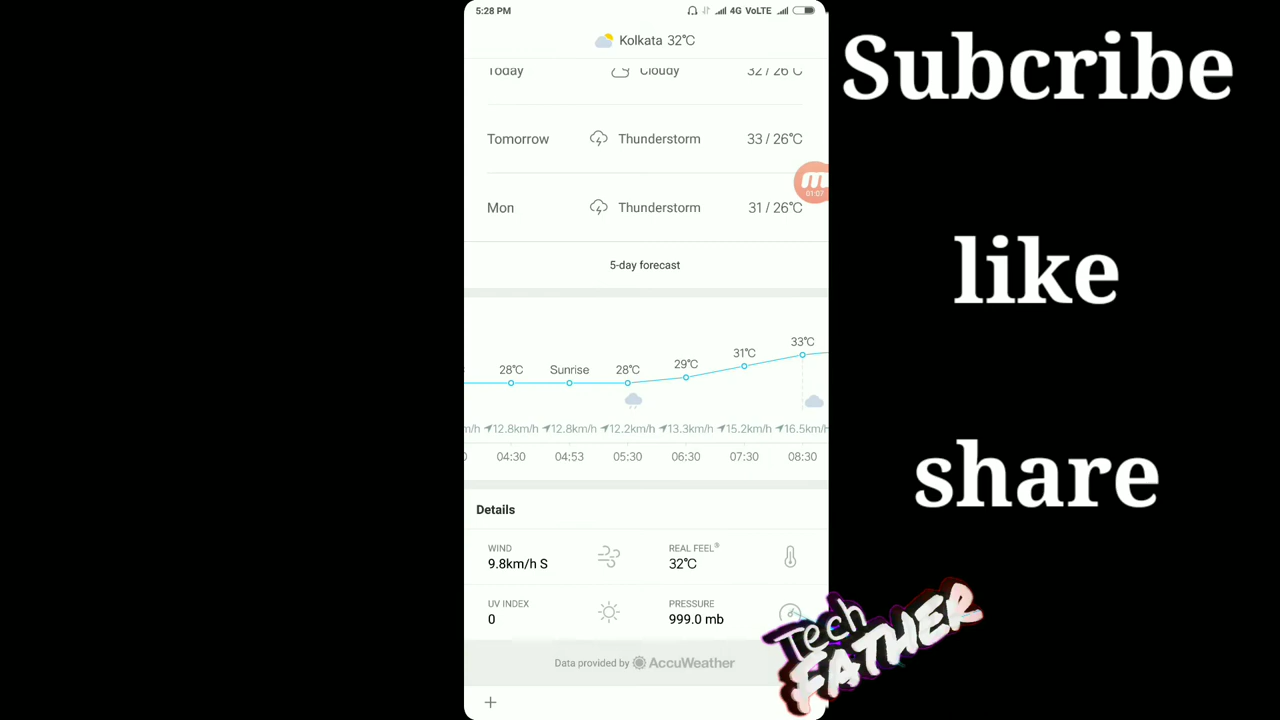 5:28 PM 4G VoLTE
Kolkata 32°C
Today Cloudy 32 / 26°C
Tomorrow Thunderstorm 33 / 26°C
01:07
Mon Thunderstorm 31 / 26°C
5-day forecast
28°C Sunrise 28°C 29°C 31°C 33°C
m/h 12.8km/h 12.8km/h 12.2km/h 13.3km/h 15.2km/h 16.5km/h
0 04:30 04:53 05:30 06:30 07:30 08:30
Details
WIND REAL FEEL®
9.8km/h S 32°C
UV INDEX PRESSURE
0 999.0 mb
Data provided by AccuWeather
+
Subcribe
like
share
Tech
FATHER